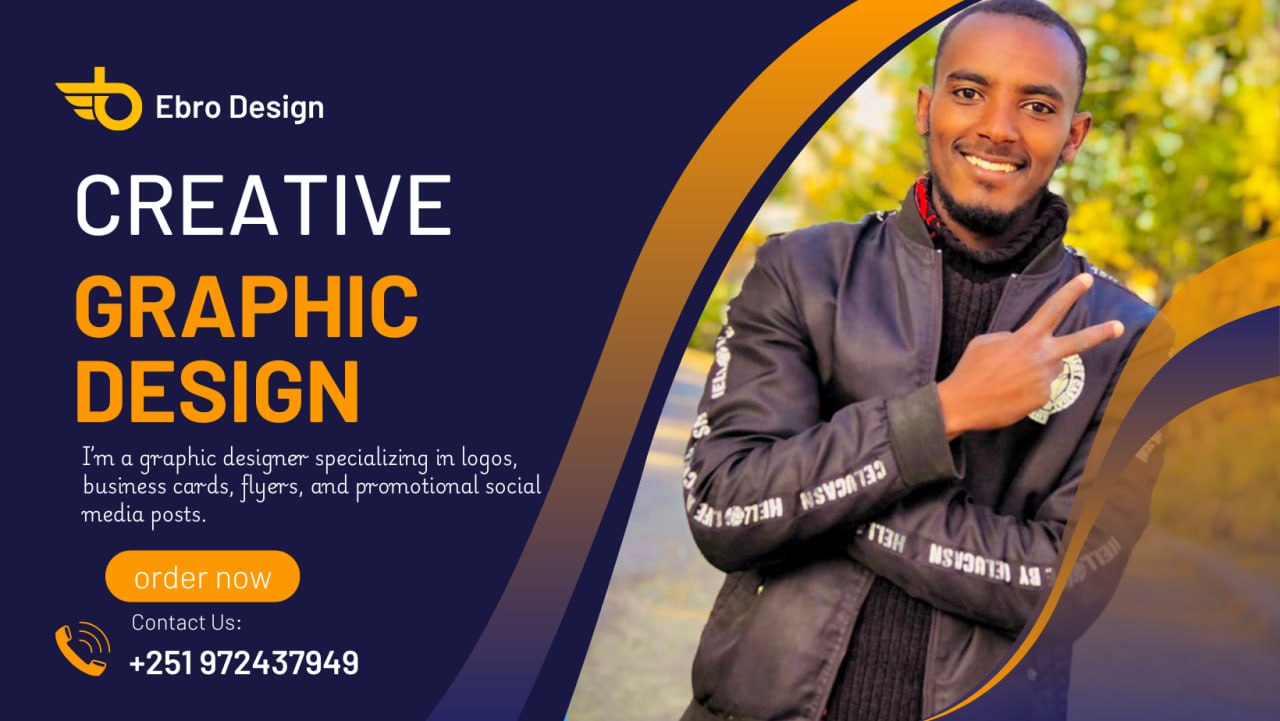 Ebro Design
CREATIVE
GRAPHIC
DESIGN
I'm a graphic designer specializing in logos,
business cards, flyers, and promotional social
media posts.
order now
Contact Us:
+251 972437949